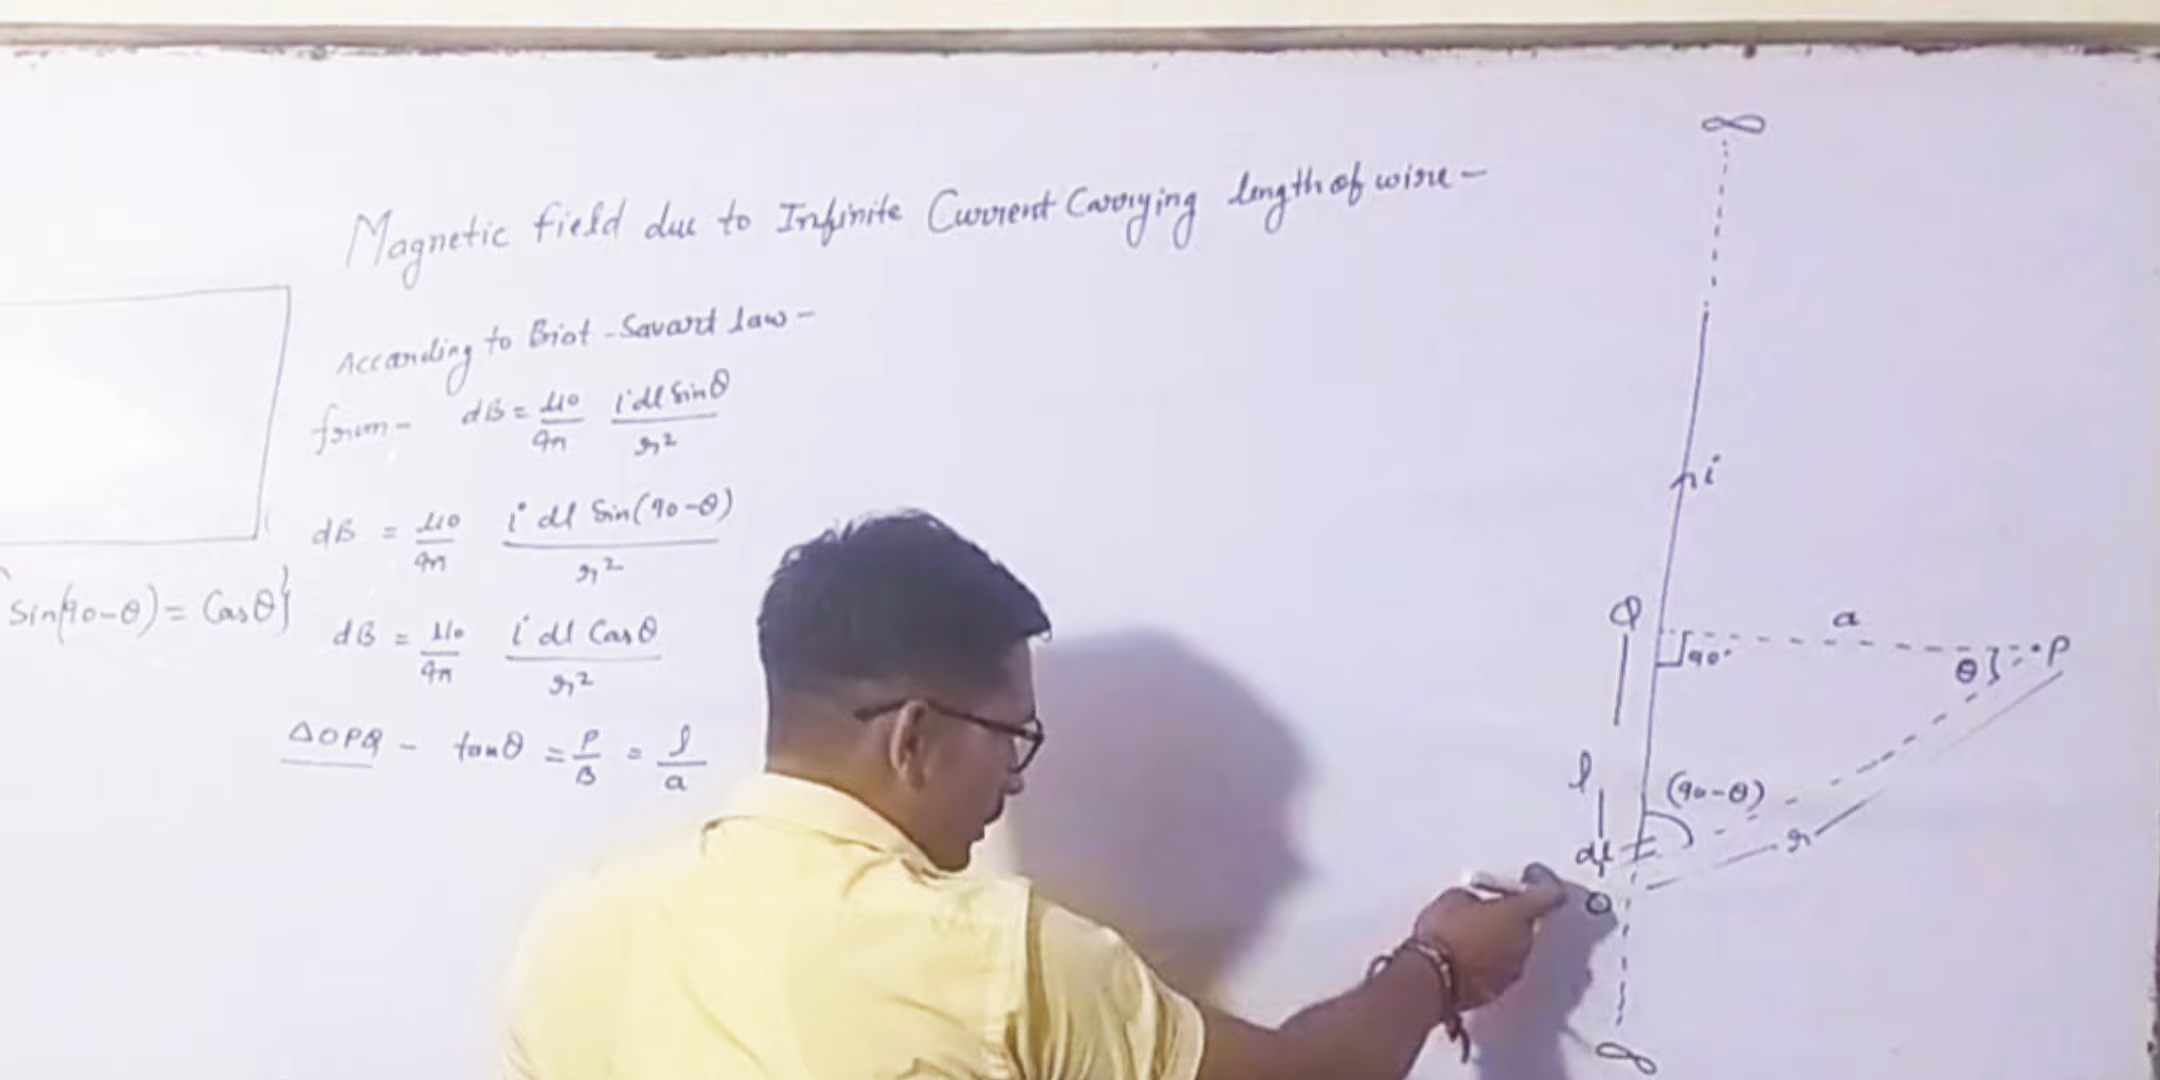 Magnetic field due to Infinite Current Carrying length of wire -
According to Biot - Savart law -
from - dB = μ0/4π i dl Sinθ/r²
dB = μ0/4π i dl Sin(90-θ)/r²
Sin(90-θ) = Cosθ}
dB = μ0/4π i dl Cosθ/r²
ΔOPQ - tanθ = P/B = l/a
∞
i
Q
a
90°
θ
P
l
(90-θ)
dl
r
O
∞